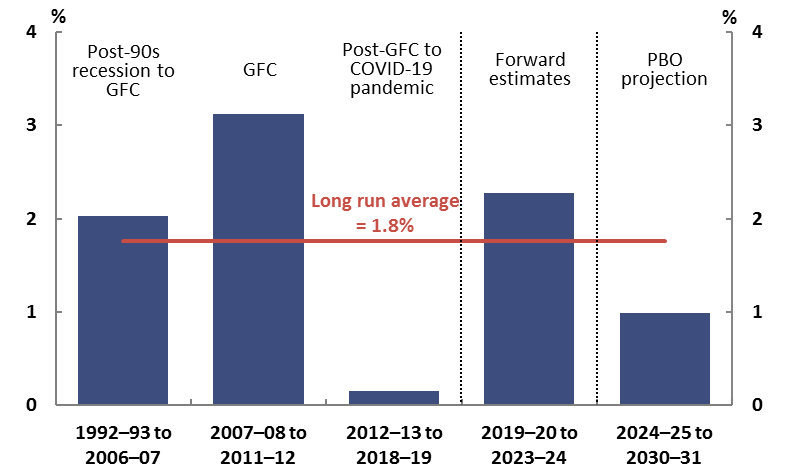 %
%
4
3
2
1
0
4
3
2
1
0
Post-90s
recession to
GFC
GFC
Post-GFC to
COVID-19
pandemic
Forward
estimates
PBO
projection
Long run average
= 1.8%
1992–93 to
2006–07
2007–08 to
2011–12
2012–13 to
2018–19
2019–20 to
2023–24
2024–25 to
2030–31